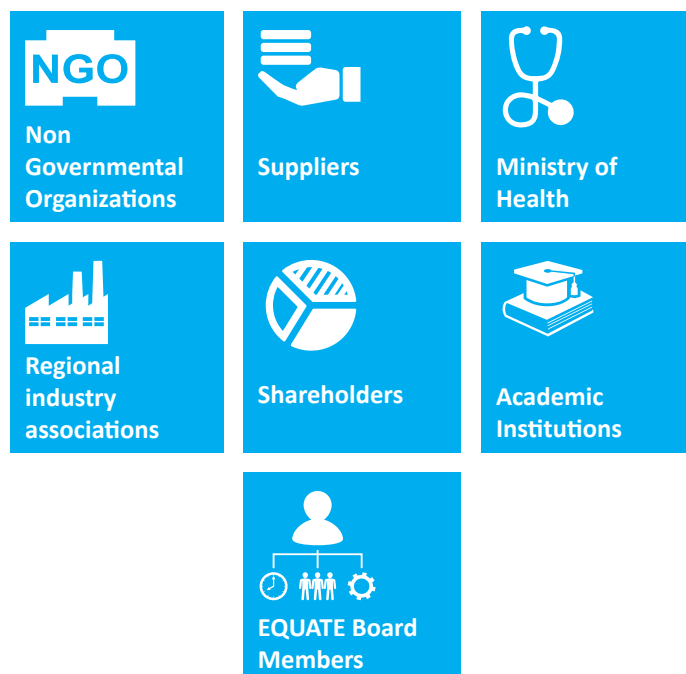 NGO
Non
Governmental
Organizations
Suppliers
Ministry of
Health
Regional
industry
associations
Shareholders
Academic
Institutions
EQUATE Board
Members